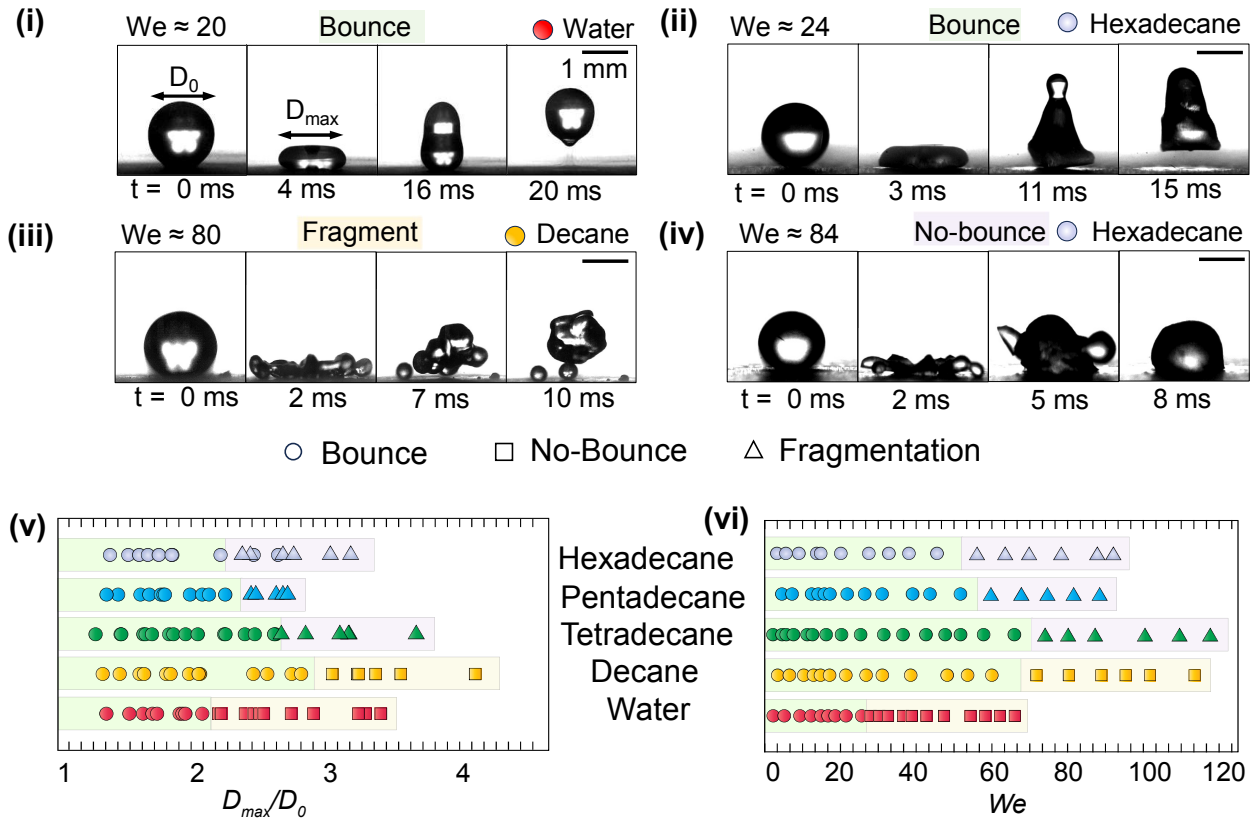 (i) We ≈ 20 Bounce Water
D0
Dmax
1 mm
t = 0 ms 4 ms 16 ms 20 ms
(ii) We ≈ 24 Bounce Hexadecane
t = 0 ms 3 ms 11 ms 15 ms
(iii) We ≈ 80 Fragment Decane
t = 0 ms 2 ms 7 ms 10 ms
(iv) We ≈ 84 No-bounce Hexadecane
t = 0 ms 2 ms 5 ms 8 ms
Bounce No-Bounce Fragmentation
(v)
Hexadecane
Pentadecane
Tetradecane
Decane
Water
1 2 3 4
Dmax/D0
(vi)
0 20 40 60 80 100 120
We